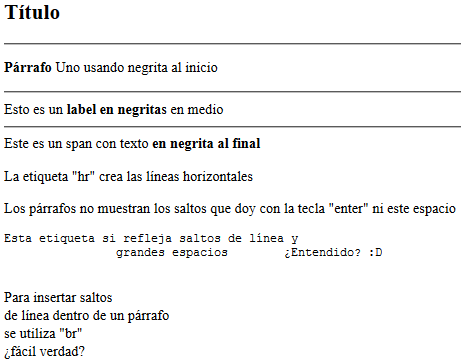 Título
Párrafo Uno usando negrita al inicio
Esto es un label en negritas en medio
Este es un span con texto en negrita al final
La etiqueta "hr" crea las líneas horizontales
Los párrafos no muestran los saltos que doy con la tecla "enter" ni este espacio
Esta etiqueta si refleja saltos de línea y
grandes espacios ¿Entendido? :D
Para insertar saltos
de línea dentro de un párrafo
se utiliza "br"
¿fácil verdad?